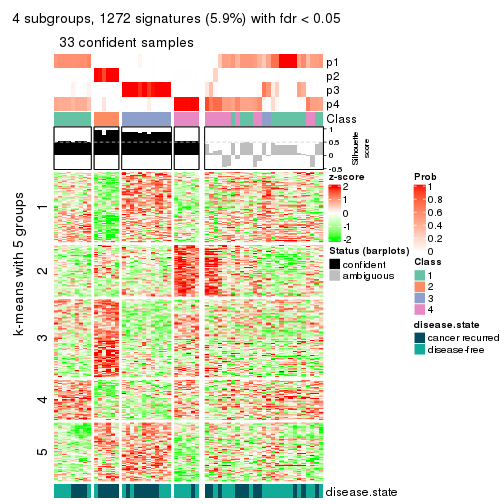 4 subgroups, 1272 signatures (5.9%) with fdr < 0.05
33 confident samples
p1
p2
p3
p4
Class
1
0.5
0
-0.5
Silhouette
score
k-means with 5 groups
1
2
3
4
5
disease.state
z-score
2
1
0
-1
-2
Status (barplots)
confident
ambiguous
Prob
1
0.8
0.6
0.4
0.2
0
Class
1
2
3
4
disease.state
cancer recurred
disease-free